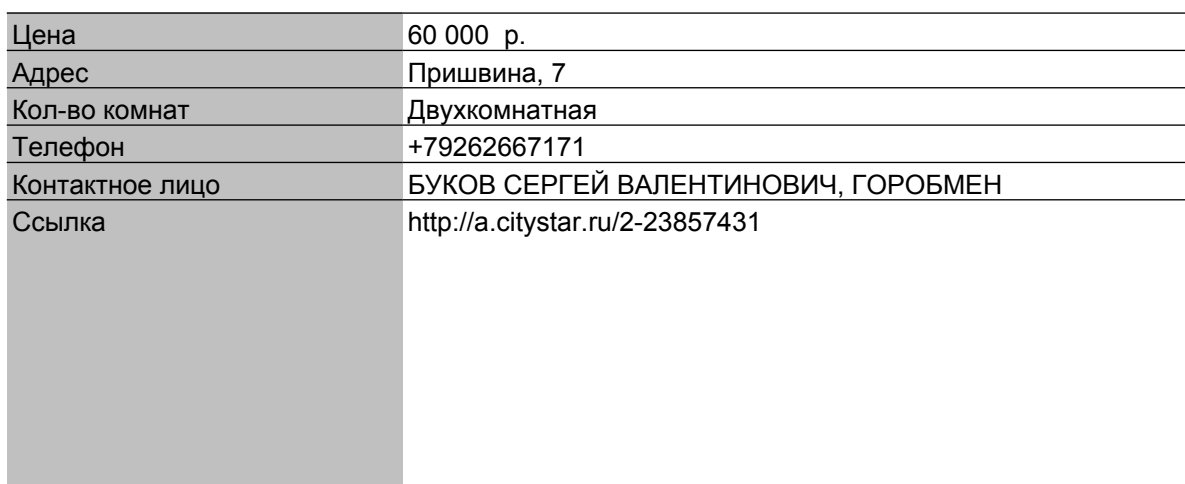 Цена 60 000 р.
Адрес Пришвина, 7
Кол-во комнат Двухкомнатная
Телефон +79262667171
Контактное лицо БУКОВ СЕРГЕЙ ВАЛЕНТИНОВИЧ, ГОРОБМЕН
Ссылка http://a.citystar.ru/2-23857431